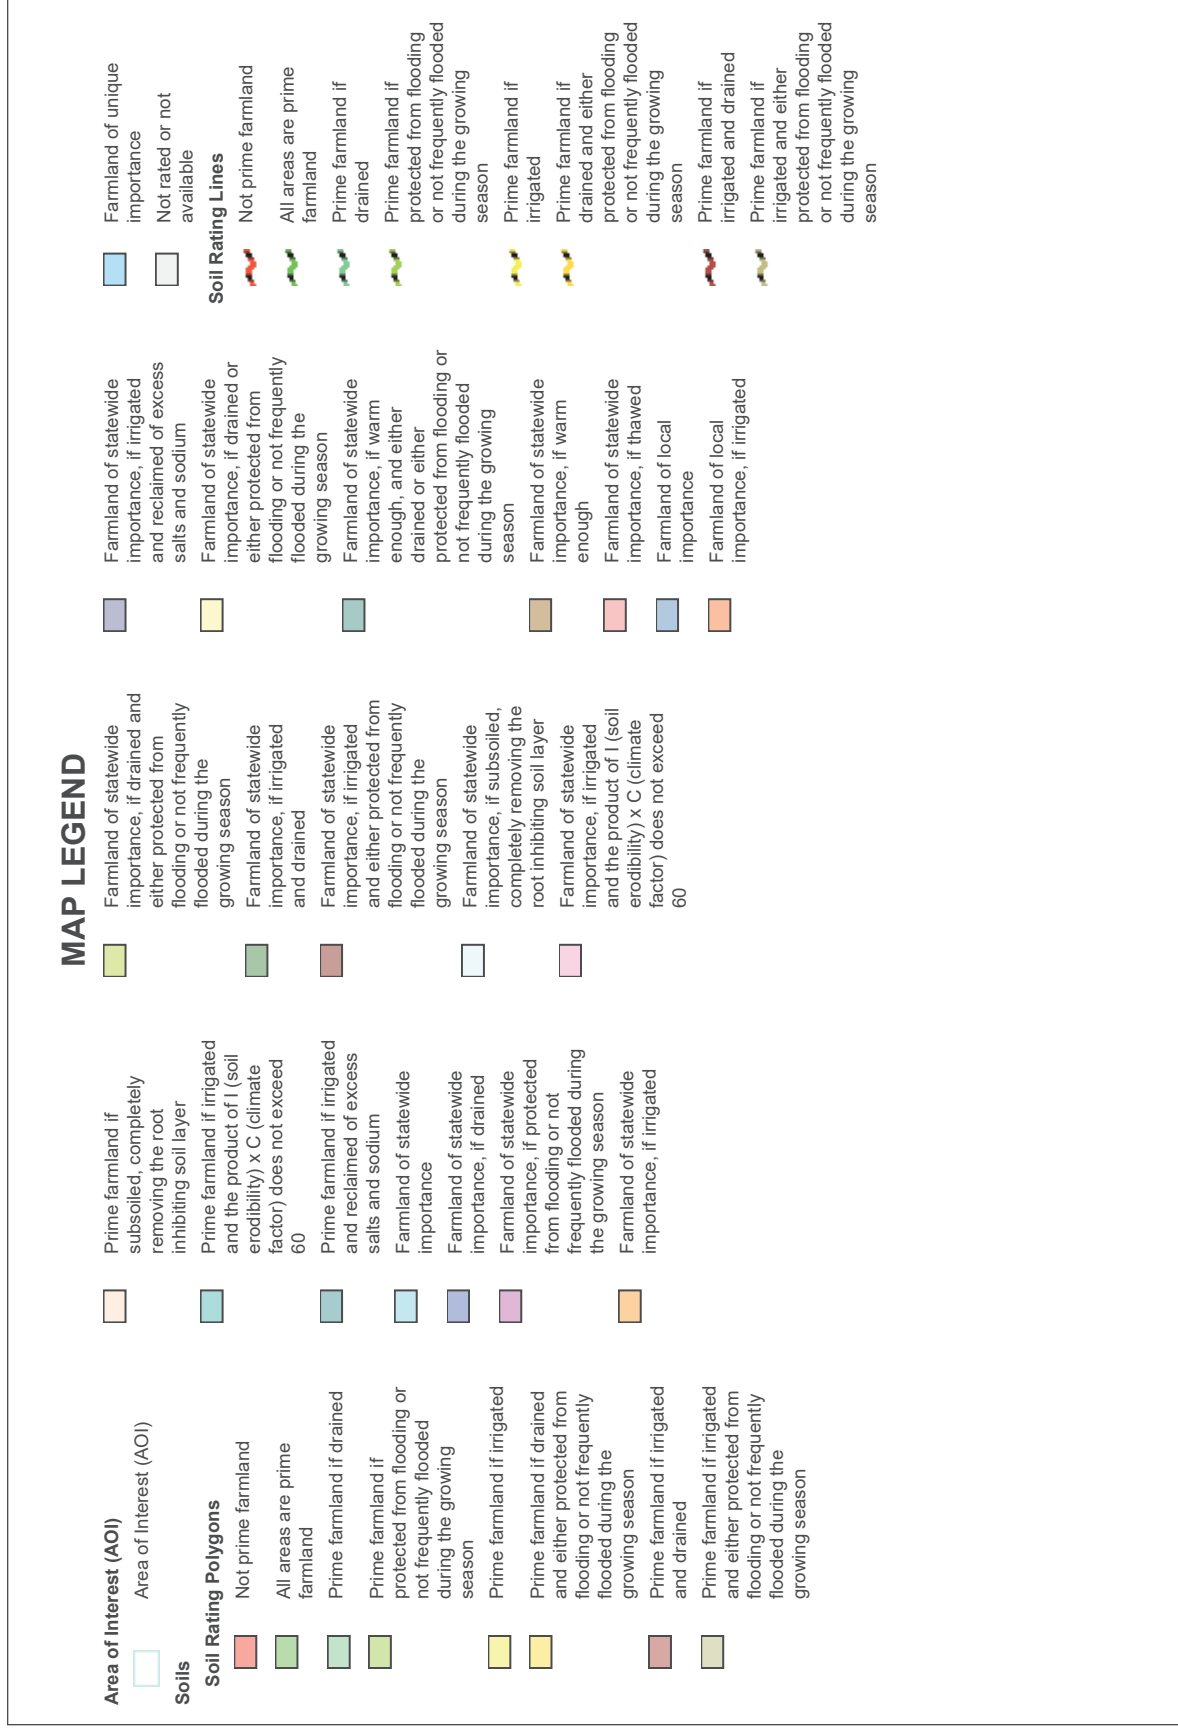 MAP LEGEND
Area of Interest (AOI)
Area of Interest (AOI)
Soils
Soil Rating Polygons
Not prime farmland
All areas are prime
farmland
Prime farmland if drained
Prime farmland if
protected from flooding or
not frequently flooded
during the growing
season
Prime farmland if irrigated
Prime farmland if drained
and either protected from
flooding or not frequently
flooded during the
growing season
Prime farmland if irrigated
and drained
Prime farmland if irrigated
and either protected from
flooding or not frequently
flooded during the
growing season
Prime farmland if
subsoiled, completely
removing the root
inhibiting soil layer
Prime farmland if irrigated
and the product of I (soil
erodibility) x C (climate
factor) does not exceed
60
Prime farmland if irrigated
and reclaimed of excess
salts and sodium
Farmland of statewide
importance
Farmland of statewide
importance, if drained
Farmland of statewide
importance, if protected
from flooding or not
frequently flooded during
the growing season
Farmland of statewide
importance, if irrigated
Farmland of statewide
importance, if drained and
either protected from
flooding or not frequently
flooded during the
growing season
Farmland of statewide
importance, if irrigated
and drained
Farmland of statewide
importance, if irrigated
and either protected from
flooding or not frequently
flooded during the
growing season
Farmland of statewide
importance, if subsoiled,
completely removing the
root inhibiting soil layer
Farmland of statewide
importance, if irrigated
and the product of I (soil
erodibility) x C (climate
factor) does not exceed
60
Farmland of statewide
importance, if irrigated
and reclaimed of excess
salts and sodium
Farmland of statewide
importance, if drained or
either protected from
flooding or not frequently
flooded during the
growing season
Farmland of statewide
importance, if warm
enough, and either
drained or either
protected from flooding or
not frequently flooded
during the growing
season
Farmland of statewide
importance, if warm
enough
Farmland of statewide
importance, if thawed
Farmland of local
importance
Farmland of local
importance, if irrigated
Farmland of unique
importance
Not rated or not
available
Soil Rating Lines
Not prime farmland
All areas are prime
farmland
Prime farmland if
drained
Prime farmland if
protected from flooding
or not frequently flooded
during the growing
season
Prime farmland if
irrigated
Prime farmland if
drained and either
protected from flooding
or not frequently flooded
during the growing
season
Prime farmland if
irrigated and drained
Prime farmland if
irrigated and either
protected from flooding
or not frequently flooded
during the growing
season